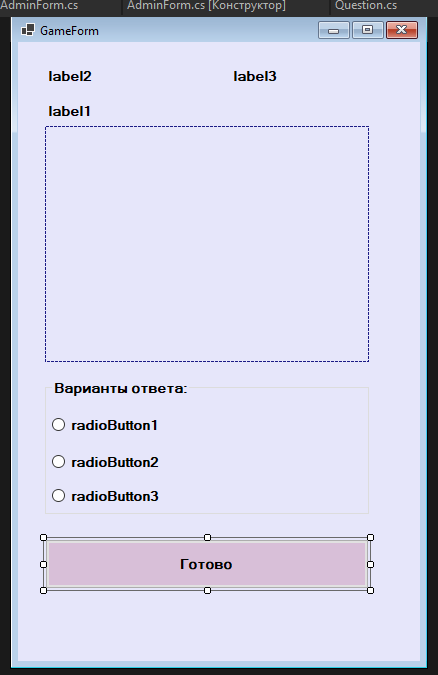 AdminForm.cs
AdminForm.cs [Конструктор]
Question.cs
GameForm
label2
label3
label1
Варианты ответа:
radioButton1
radioButton2
radioButton3
Готово